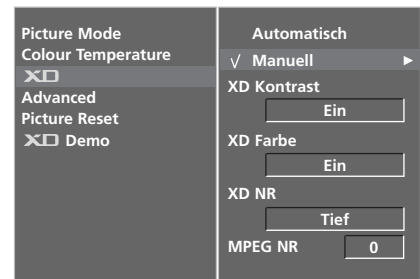 Picture Mode
Colour Temperature
XD
Advanced
Picture Reset
XD Demo
Automatisch
√ Manuell ►
XD Kontrast
Ein
XD Farbe
Ein
XD NR
Tief
MPEG NR 0